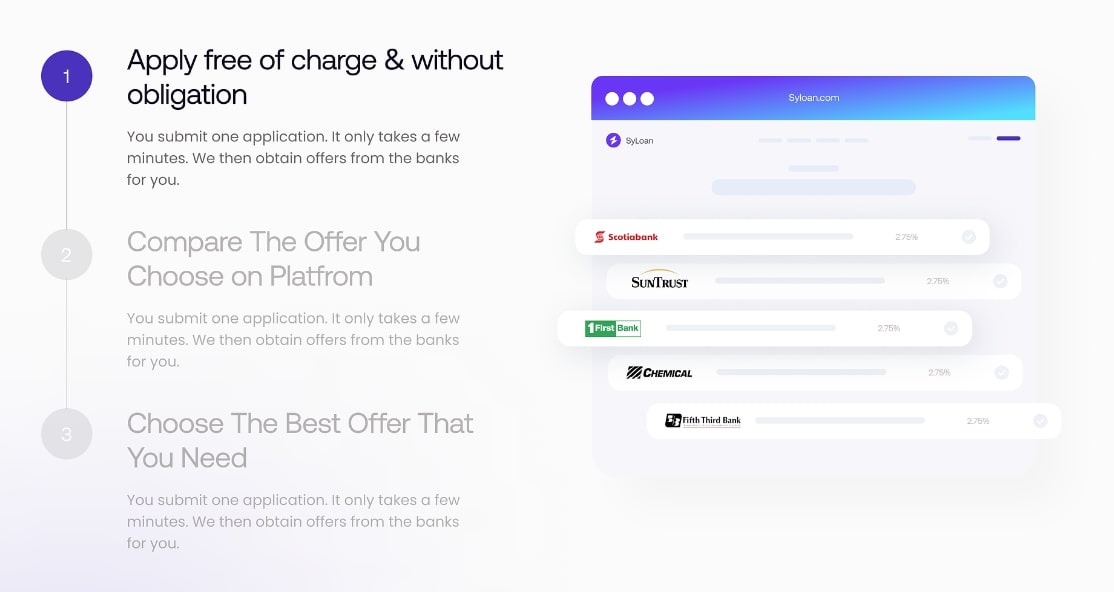 1
Apply free of charge & without
obligation
You submit one application. It only takes a few
minutes. We then obtain offers from the banks
for you.
2
Compare The Offer You
Choose on Platfrom
You submit one application. It only takes a few
minutes. We then obtain offers from the banks
for you.
3
Choose The Best Offer That
You Need
You submit one application. It only takes a few
minutes. We then obtain offers from the banks
for you.
Syloan.com
SyLoan
Scotiabank 2.75%
SUNTRUST 2.75%
1 First Bank 2.75%
CHEMICAL 2.75%
Fifth Third Bank 2.75%